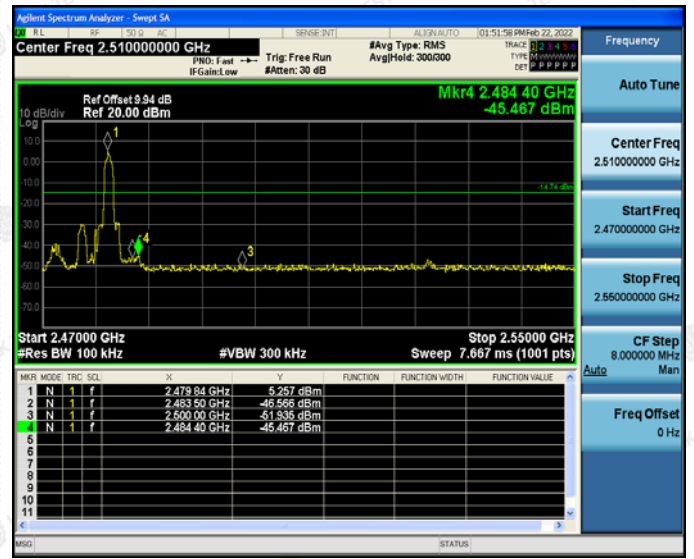 Agilent Spectrum Analyzer - Swept SA
RL RF 50 Ω AC SENSE:INT ALIGN AUTO 01:51:58 PM Feb 22, 2022
Center Freq 2.510000000 GHz
PNO: Fast
IFGain:Low
Trig: Free Run
#Atten: 30 dB
#Avg Type: RMS
Avg|Hold: 300/300
TRACE 1 2 3 4 5 6
TYPE
DET P P P P P P
Ref Offset 9.94 dB
Ref 20.00 dBm
10 dB/div
Log
Mkr4 2.484 40 GHz
-45.467 dBm
10.0
0.00
-10.0
-20.0
-30.0
-40.0
-50.0
-60.0
-70.0
1
4
3
-14.74 dBm
Start 2.47000 GHz
Stop 2.55000 GHz
#Res BW 100 kHz
#VBW 300 kHz
Sweep 7.667 ms (1001 pts)
MKR MODE TRC SCL X Y FUNCTION FUNCTION WIDTH FUNCTION VALUE
1 N 1 f 2.479 84 GHz 5.257 dBm
2 N 1 f 2.483 50 GHz -46.566 dBm
3 N 1 f 2.500 00 GHz -51.935 dBm
4 N 1 f 2.484 40 GHz -45.467 dBm
5
6
7
8
9
10
11
MSG
STATUS
Frequency
Auto Tune
Center Freq
2.510000000 GHz
Start Freq
2.470000000 GHz
Stop Freq
2.550000000 GHz
CF Step
8.000000 MHz
Auto Man
Freq Offset
0 Hz